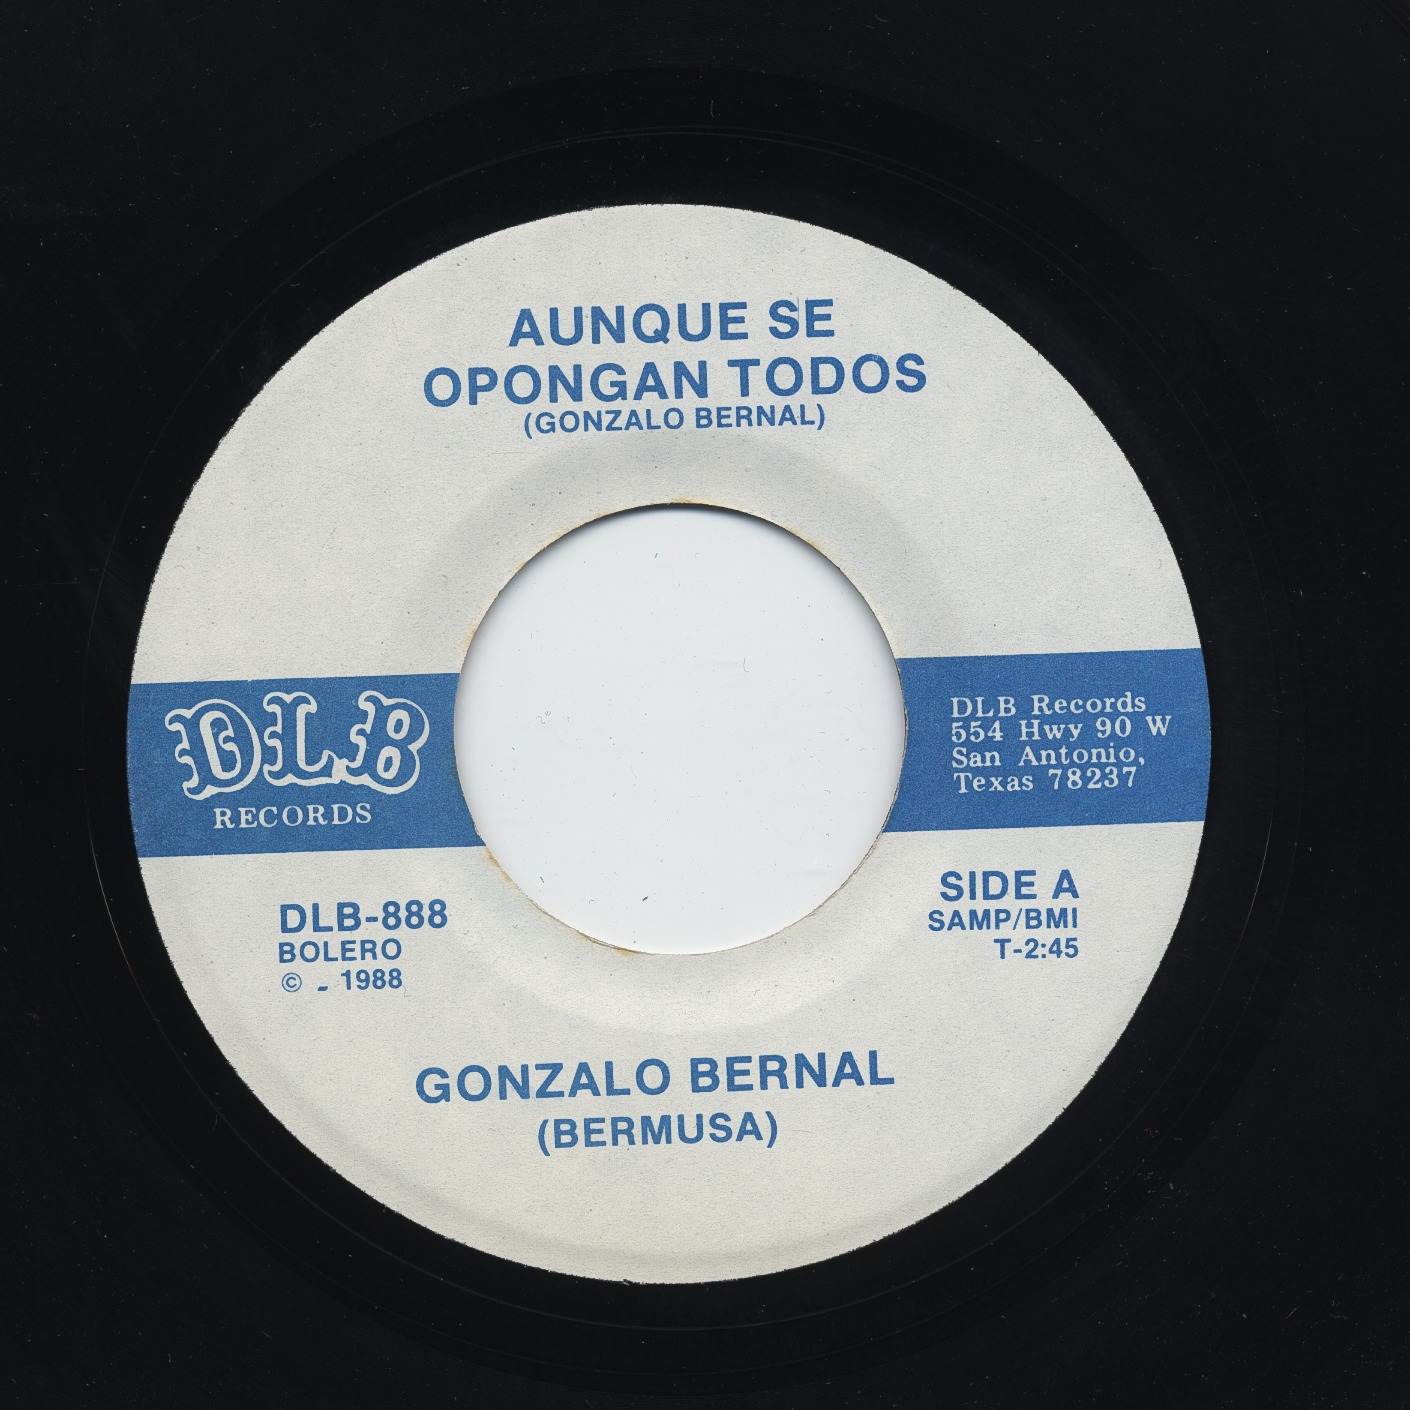 AUNQUE SE
OPONGAN TODOS
(GONZALO BERNAL)
DLB
RECORDS
DLB Records
554 Hwy 90 W
San Antonio,
Texas 78237
DLB-888
BOLERO
© - 1988
SIDE A
SAMP/BMI
T-2:45
GONZALO BERNAL
(BERMUSA)